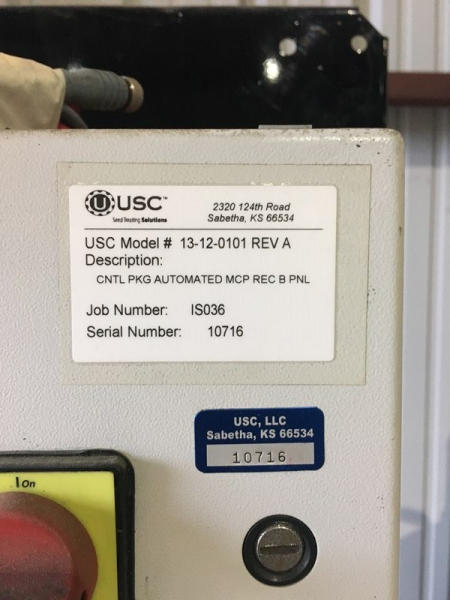 USC™
Seed Treating Solutions
2320 124th Road
Sabetha, KS 66534
USC Model # 13-12-0101 REV A
Description:
CNTL PKG AUTOMATED MCP REC B PNL
Job Number: IS036
Serial Number: 10716
USC, LLC
Sabetha, KS 66534
10716
I On